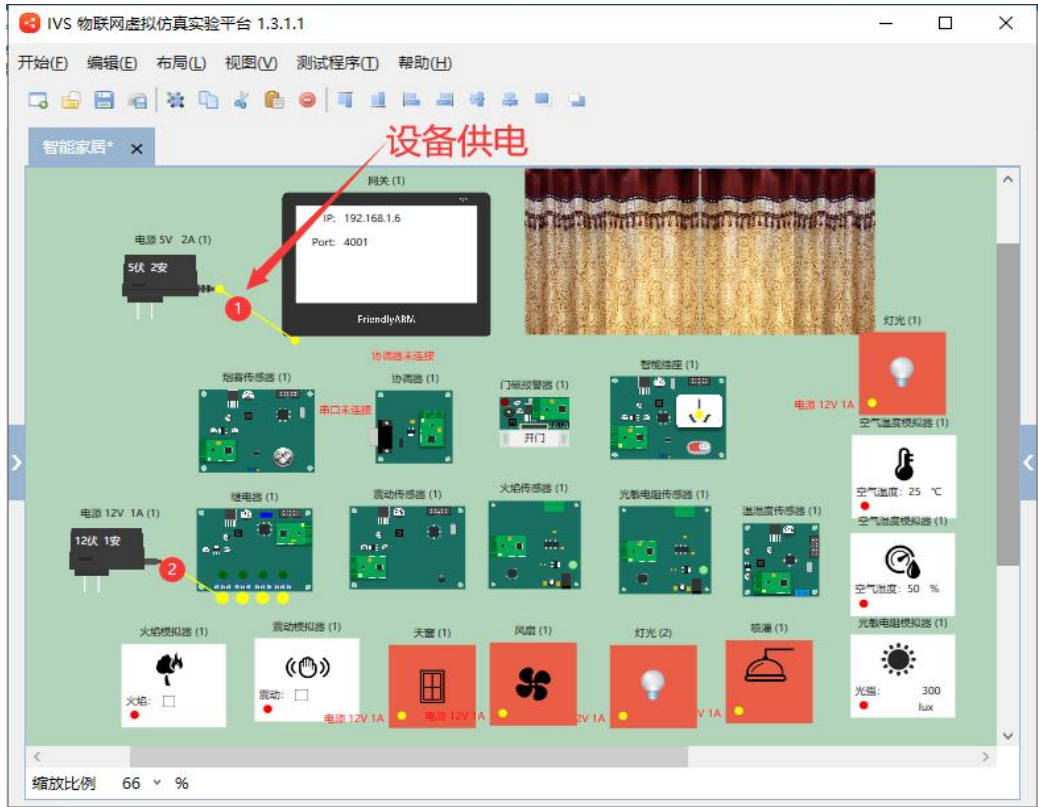 IVS 物联网虚拟仿真实验平台 1.3.1.1
开始(F) 编辑(E) 布局(L) 视图(V) 测试程序(T) 帮助(H)
智能家居*
设备供电
网关 (1)
IP: 192.168.1.6
Port: 4001
FriendlyARM
电源 5V 2A (1)
5伏 2安
1
灯光 (1)
电源 12V 1A
协调器未连接
烟雾传感器 (1)
串口未连接
协调器 (1)
门磁报警器 (1)
开门
智能插座 (1)
空气温度模拟器 (1)
空气温度: 25 ℃
电源 12V 1A (1)
12伏 1安
2
继电器 (1)
震动传感器 (1)
火焰传感器 (1)
光敏电阻传感器 (1)
温湿度传感器 (1)
空气湿度模拟器 (1)
空气湿度: 50 %
火焰模拟器 (1)
火焰:
震动模拟器 (1)
震动:
天窗 (1)
电源 12V 1A
风扇 (1)
电源 12V 1A
灯光 (2)
2V 1A
喷灌 (1)
V 1A
光敏电阻模拟器 (1)
光强: 300
lux
缩放比例 66 %